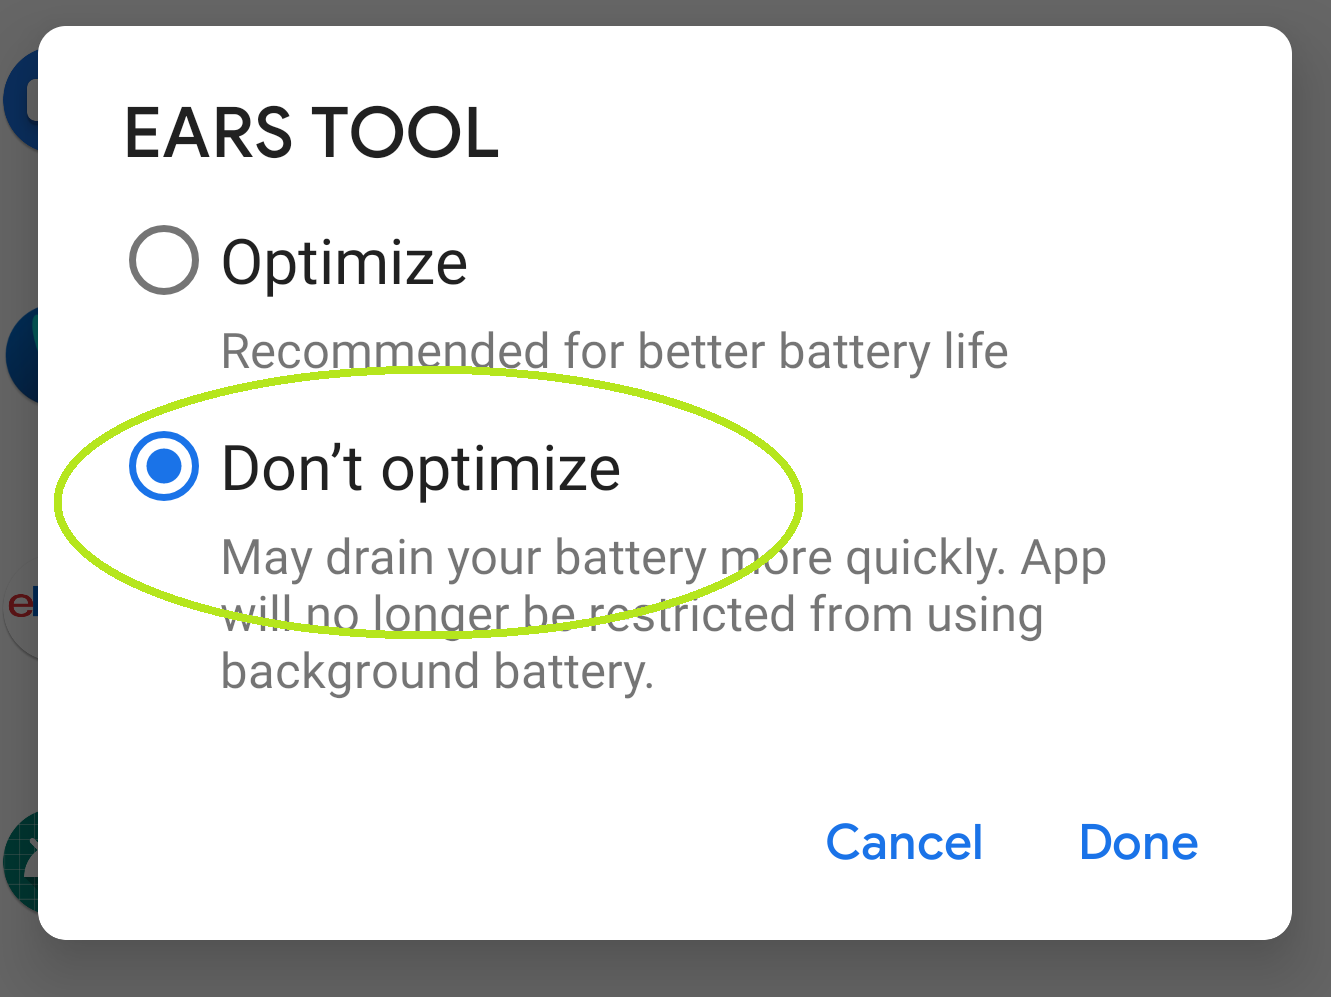 EARS TOOL
Optimize
Recommended for better battery life
Don’t optimize
May drain your battery more quickly. App
will no longer be restricted from using
background battery.
Cancel Done